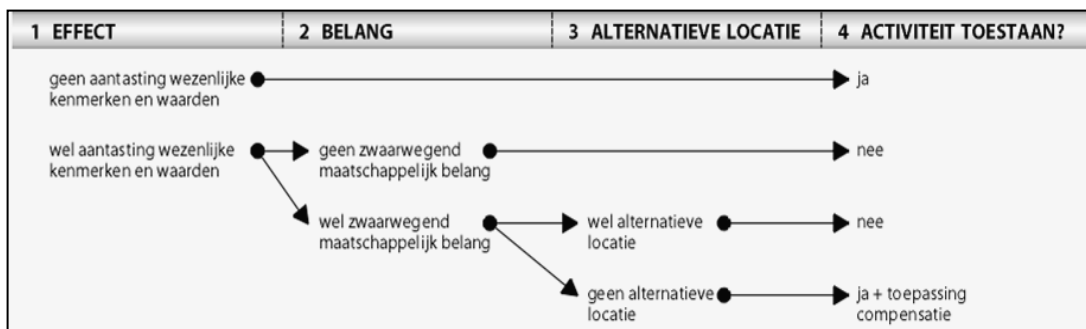 1 EFFECT 2 BELANG 3 ALTERNATIEVE LOCATIE 4 ACTIVITEIT TOESTAAN?
geen aantasting wezenlijke ja
kenmerken en waarden
wel aantasting wezenlijke geen zwaarwegend nee
kenmerken en waarden maatschappelijk belang
wel zwaarwegend wel alternatieve nee
maatschappelijk belang locatie
geen alternatieve ja + toepassing
locatie compensatie